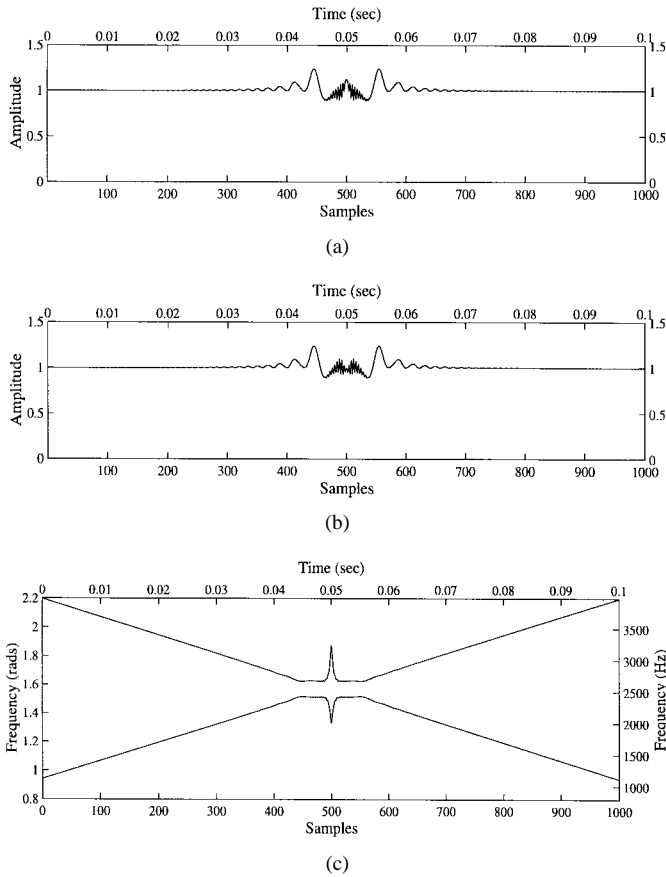 Time (sec)
0 0.01 0.02 0.03 0.04 0.05 0.06 0.07 0.08 0.09 0.1
1.5 1.5
1 1
0.5 0.5
0 0
Amplitude
100 200 300 400 500 600 700 800 900 1000
Samples
(a)
Time (sec)
0 0.01 0.02 0.03 0.04 0.05 0.06 0.07 0.08 0.09 0.1
1.5 1.5
1 1
0.5 0.5
0 0
Amplitude
100 200 300 400 500 600 700 800 900 1000
Samples
(b)
Time (sec)
0 0.01 0.02 0.03 0.04 0.05 0.06 0.07 0.08 0.09 0.1
2.2
2 3500
1.8 3000
1.6 2500
1.4 2000
1.2 1500
1 1000
0.8
Frequency (rads)
Frequency (Hz)
0 100 200 300 400 500 600 700 800 900 1000
Samples
(c)